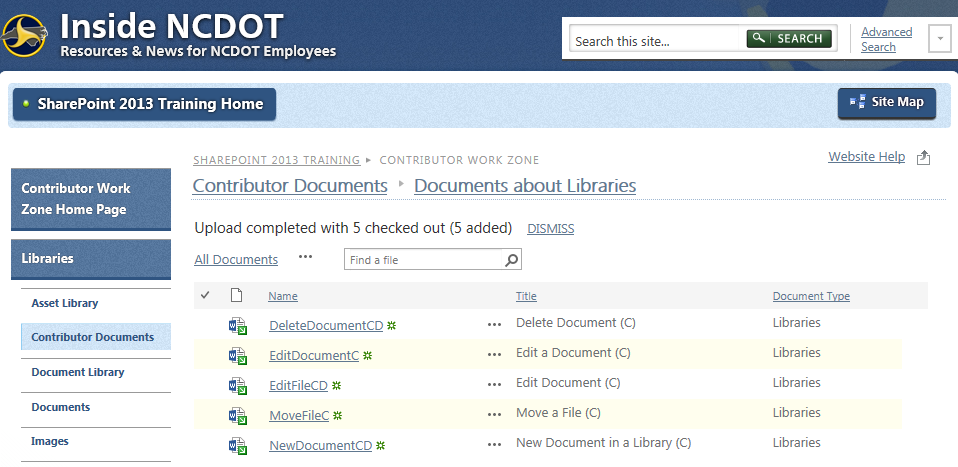 Inside NCDOT
Resources & News for NCDOT Employees
Search this site...
SEARCH
Advanced
Search
SharePoint 2013 Training Home
Site Map
SHAREPOINT 2013 TRAINING ▸ CONTRIBUTOR WORK ZONE
Website Help
Contributor Documents ▸ Documents about Libraries
Contributor Work
Zone Home Page
Libraries
Asset Library
Contributor Documents
Document Library
Documents
Images
Upload completed with 5 checked out (5 added) DISMISS
All Documents ••• Find a file
Name Title Document Type
DeleteDocumentCD ••• Delete Document (C) Libraries
EditDocumentC ••• Edit a Document (C) Libraries
EditFileCD ••• Edit Document (C) Libraries
MoveFileC ••• Move a File (C) Libraries
NewDocumentCD ••• New Document in a Library (C) Libraries